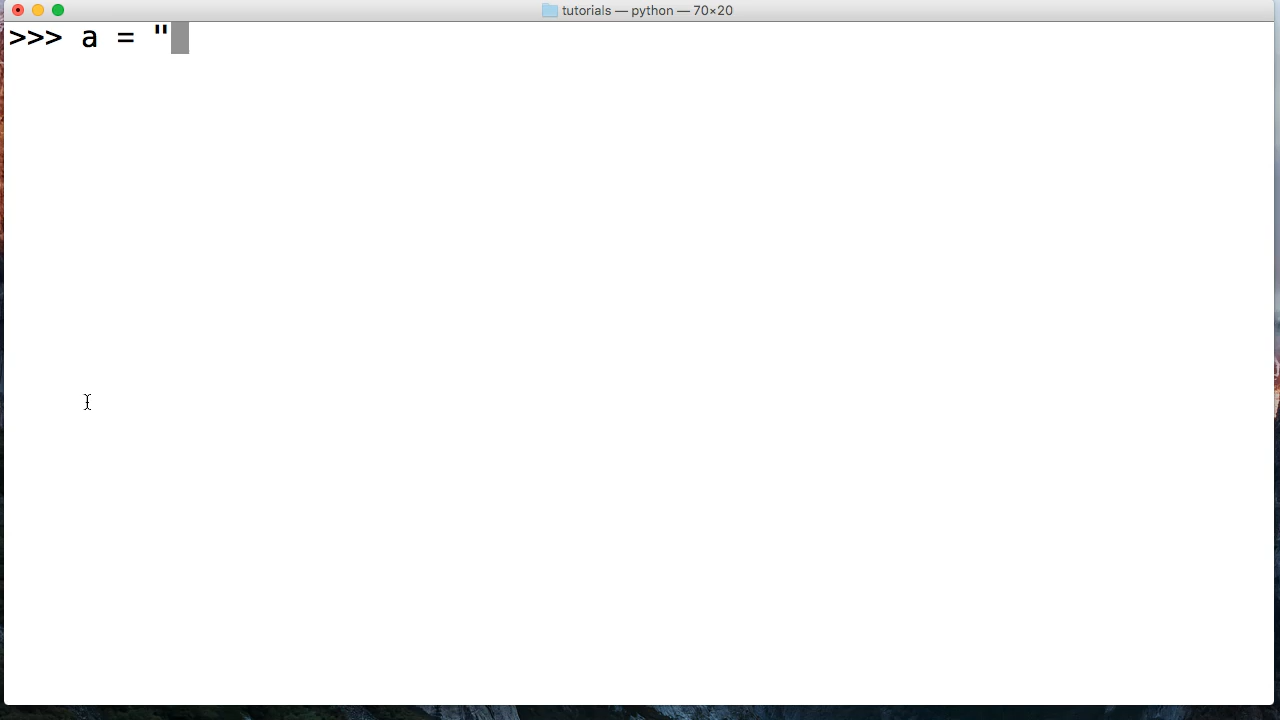 tutorials — python — 70×20
>>> a = "